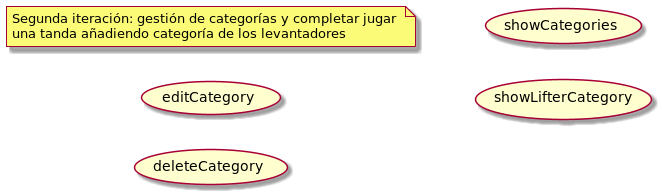 Segunda iteración: gestión de categorías y completar jugar
una tanda añadiendo categoría de los levantadores
showCategories
editCategory
showLifterCategory
deleteCategory